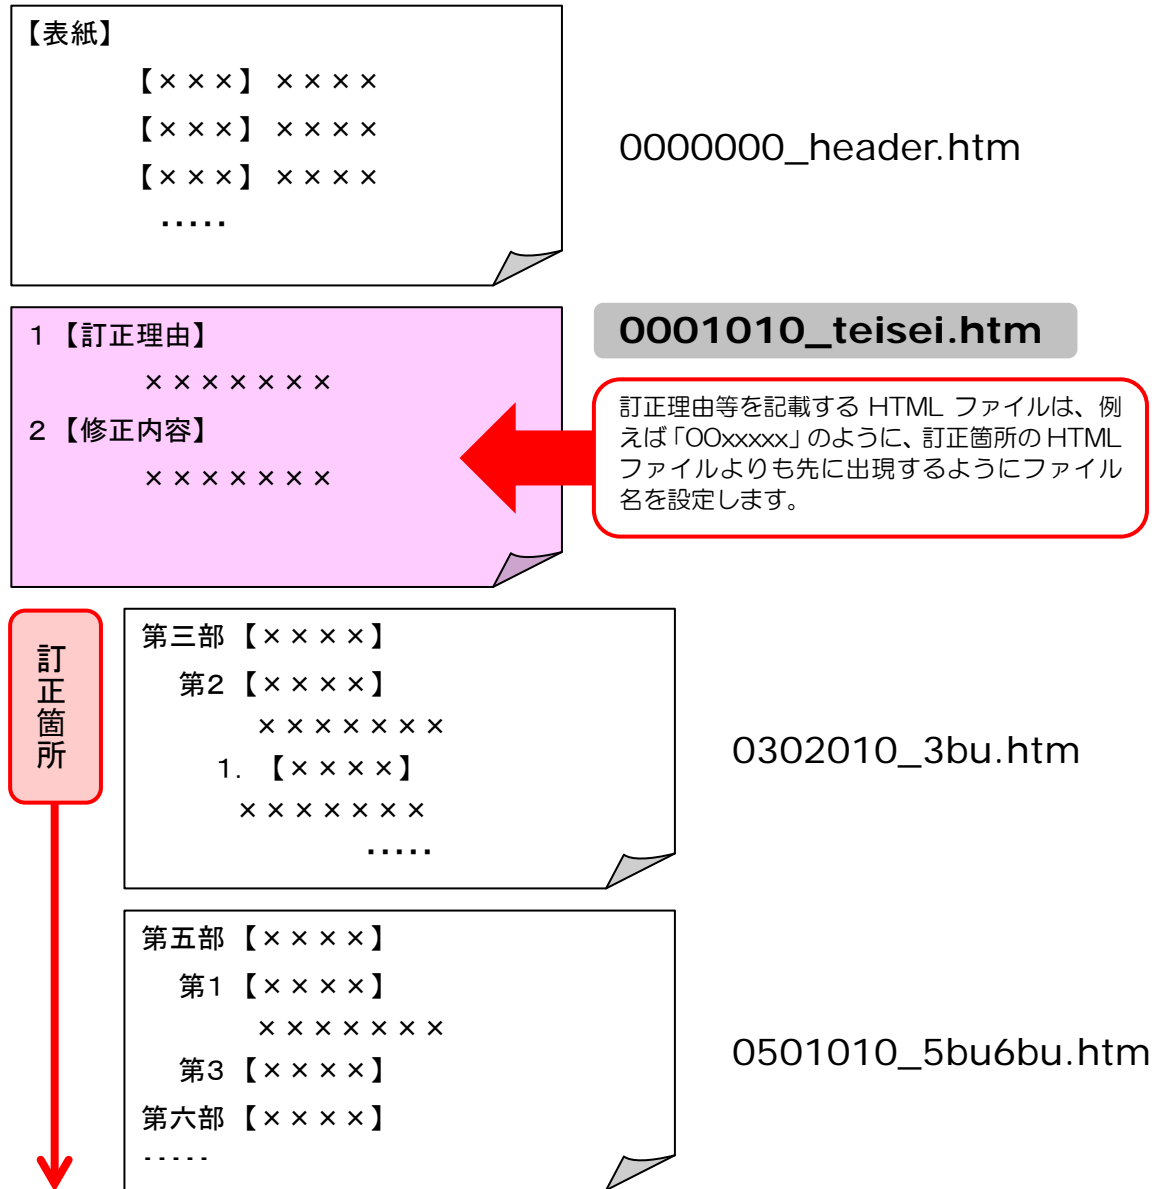 【表紙】
【×××】 ××××
【×××】 ××××
【×××】 ××××
・・・・・
0000000_header.htm
1 【訂正理由】
×××××××
2 【修正内容】
×××××××
0001010_teisei.htm
訂正理由等を記載する HTML ファイルは、例
えば「00xxxxx」のように、訂正箇所の HTML
ファイルよりも先に出現するようにファイル
名を設定します。
訂正箇所
第三部 【××××】
第2 【××××】
×××××××
1. 【××××】
×××××××
・・・・・
0302010_3bu.htm
第五部 【××××】
第1 【××××】
×××××××
第3 【××××】
第六部 【××××】
・・・・・
0501010_5bu6bu.htm